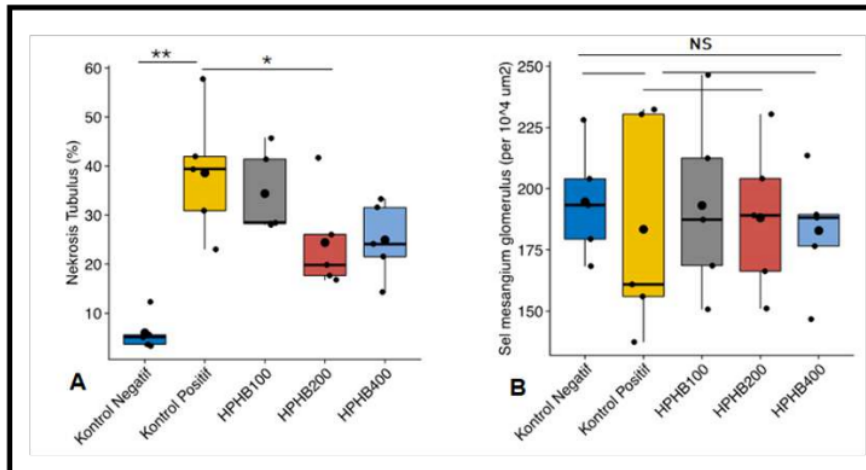 **
*
Nekrosis Tubulus (%)
60
50
40
30
20
10
A
Kontrol Negatif
Kontrol Positif
HPHB100
HPHB200
HPHB400
NS
Sel mesangium glomerulus (per 10^4 um2)
250
225
200
175
150
B
Kontrol Negatif
Kontrol Positif
HPHB100
HPHB200
HPHB400